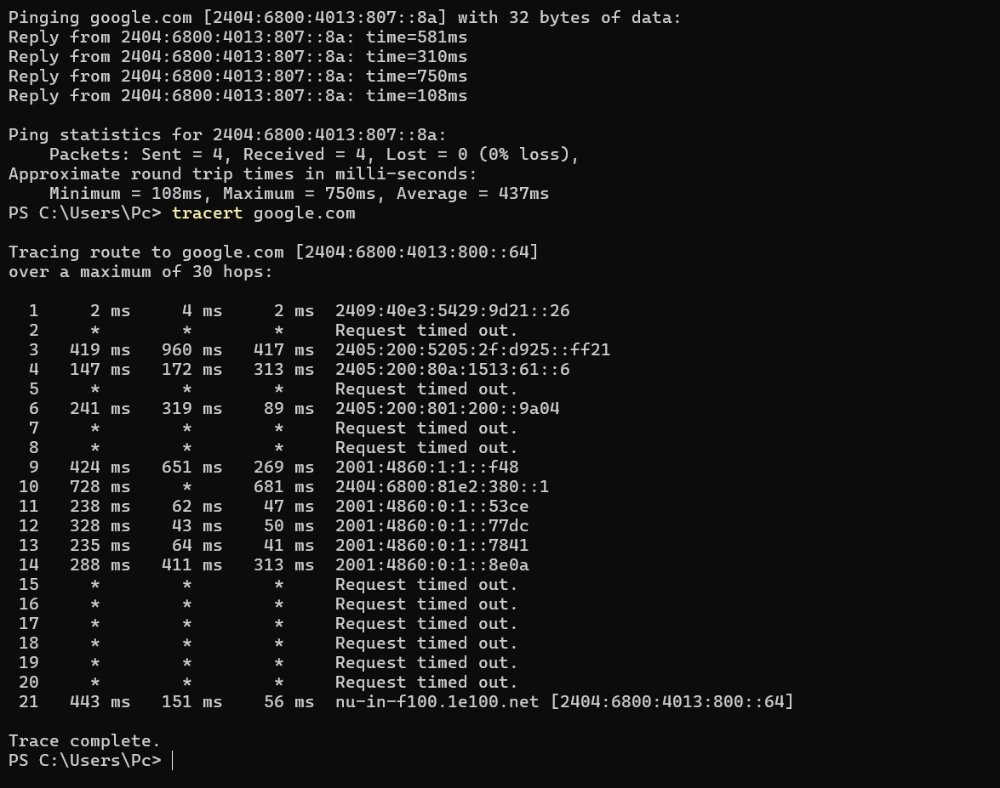 Pinging google.com [2404:6800:4013:807::8a] with 32 bytes of data:
Reply from 2404:6800:4013:807::8a: time=581ms
Reply from 2404:6800:4013:807::8a: time=310ms
Reply from 2404:6800:4013:807::8a: time=750ms
Reply from 2404:6800:4013:807::8a: time=108ms

Ping statistics for 2404:6800:4013:807::8a:
    Packets: Sent = 4, Received = 4, Lost = 0 (0% loss),
Approximate round trip times in milli-seconds:
    Minimum = 108ms, Maximum = 750ms, Average = 437ms
PS C:\Users\Pc> tracert google.com

Tracing route to google.com [2404:6800:4013:800::64]
over a maximum of 30 hops:

  1     2 ms     4 ms     2 ms  2409:40e3:5429:9d21::26
  2     *        *        *     Request timed out.
  3   419 ms   960 ms   417 ms  2405:200:5205:2f:d925::ff21
  4   147 ms   172 ms   313 ms  2405:200:80a:1513:61::6
  5     *        *        *     Request timed out.
  6   241 ms   319 ms    89 ms  2405:200:801:200::9a04
  7     *        *        *     Request timed out.
  8     *        *        *     Request timed out.
  9   424 ms   651 ms   269 ms  2001:4860:1:1::f48
 10   728 ms     *      681 ms  2404:6800:81e2:380::1
 11   238 ms    62 ms    47 ms  2001:4860:0:1::53ce
 12   328 ms    43 ms    50 ms  2001:4860:0:1::77dc
 13   235 ms    64 ms    41 ms  2001:4860:0:1::7841
 14   288 ms   411 ms   313 ms  2001:4860:0:1::8e0a
 15     *        *        *     Request timed out.
 16     *        *        *     Request timed out.
 17     *        *        *     Request timed out.
 18     *        *        *     Request timed out.
 19     *        *        *     Request timed out.
 20     *        *        *     Request timed out.
 21   443 ms   151 ms    56 ms  nu-in-f100.1e100.net [2404:6800:4013:800::64]

Trace complete.
PS C:\Users\Pc>